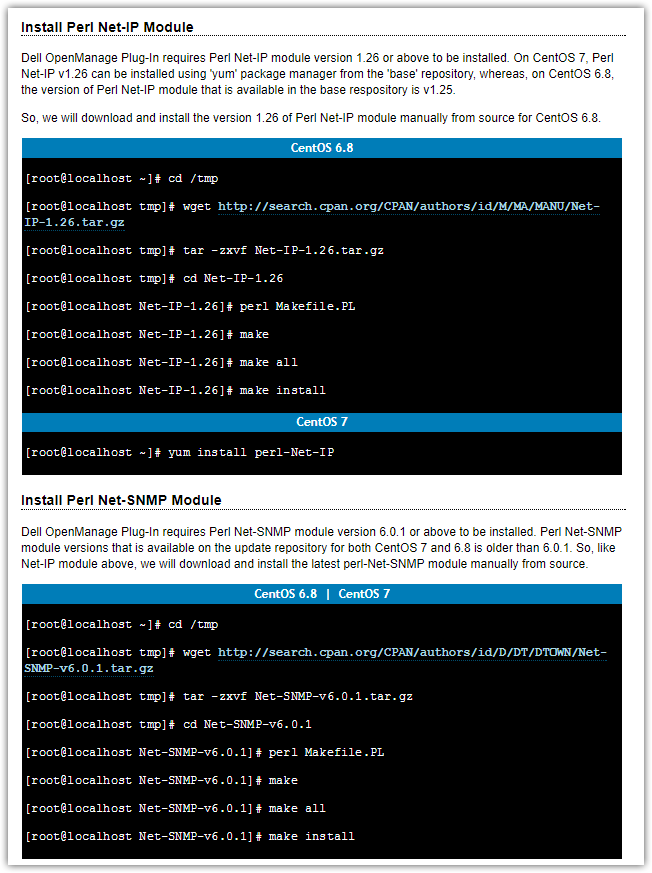 Install Perl Net-IP Module
Dell OpenManage Plug-In requires Perl Net-IP module version 1.26 or above to be installed. On CentOS 7, Perl
Net-IP v1.26 can be installed using 'yum' package manager from the 'base' repository, whereas, on CentOS 6.8,
the version of Perl Net-IP module that is available in the base respository is v1.25.
So, we will download and install the version 1.26 of Perl Net-IP module manually from source for CentOS 6.8.
CentOS 6.8
[root@localhost ~]# cd /tmp
[root@localhost tmp]# wget http://search.cpan.org/CPAN/authors/id/M/MA/MANU/Net-
IP-1.26.tar.gz
[root@localhost tmp]# tar -zxvf Net-IP-1.26.tar.gz
[root@localhost tmp]# cd Net-IP-1.26
[root@localhost Net-IP-1.26]# perl Makefile.PL
[root@localhost Net-IP-1.26]# make
[root@localhost Net-IP-1.26]# make all
[root@localhost Net-IP-1.26]# make install
CentOS 7
[root@localhost ~]# yum install perl-Net-IP
Install Perl Net-SNMP Module
Dell OpenManage Plug-In requires Perl Net-SNMP module version 6.0.1 or above to be installed. Perl Net-SNMP
module versions that is available on the update repository for both CentOS 7 and 6.8 is older than 6.0.1. So, like
Net-IP module above, we will download and install the latest perl-Net-SNMP module manually from source.
CentOS 6.8 | CentOS 7
[root@localhost ~]# cd /tmp
[root@localhost tmp]# wget http://search.cpan.org/CPAN/authors/id/D/DT/DTOWN/Net-
SNMP-v6.0.1.tar.gz
[root@localhost tmp]# tar -zxvf Net-SNMP-v6.0.1.tar.gz
[root@localhost tmp]# cd Net-SNMP-v6.0.1
[root@localhost Net-SNMP-v6.0.1]# perl Makefile.PL
[root@localhost Net-SNMP-v6.0.1]# make
[root@localhost Net-SNMP-v6.0.1]# make all
[root@localhost Net-SNMP-v6.0.1]# make install